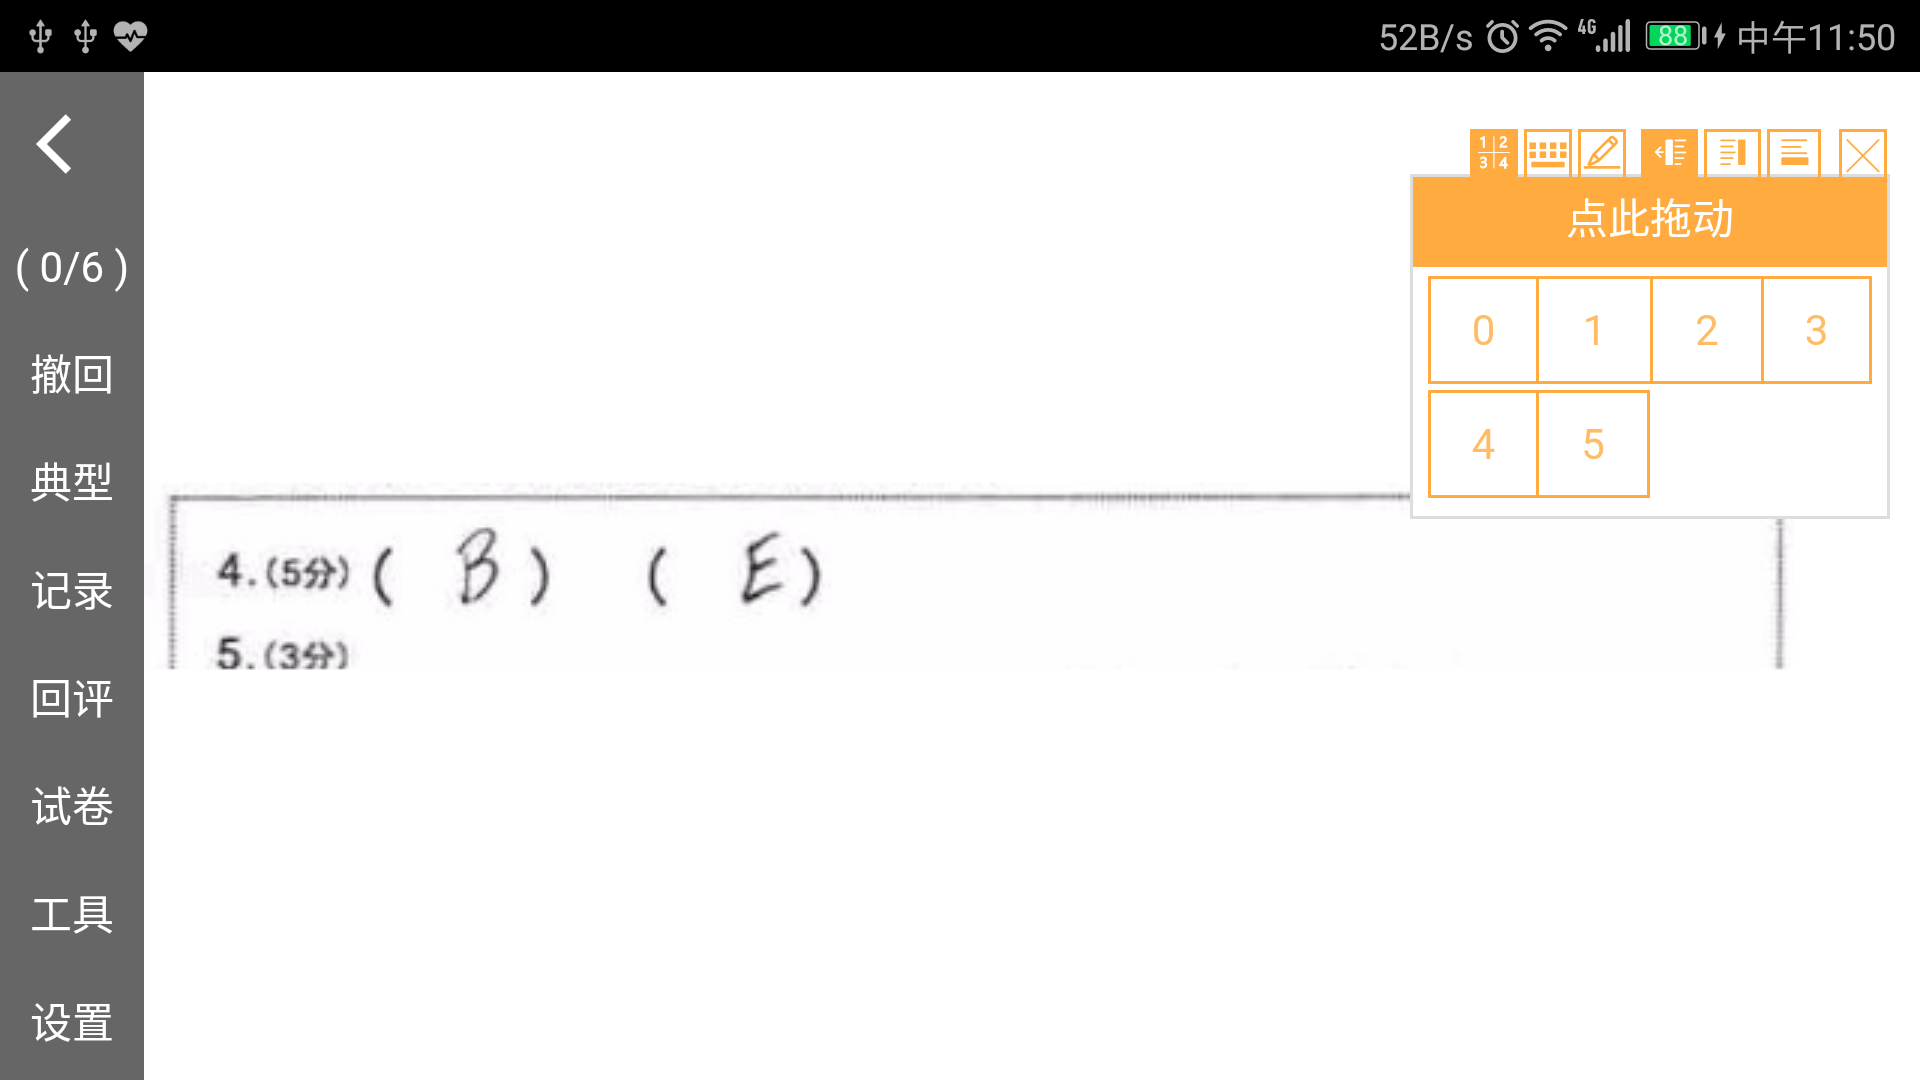 52B/s 4G 88 中午11:50
( 0/6 )
撤回
典型
记录
回评
试卷
工具
设置
1 2
3 4
点此拖动
0 1 2 3
4 5
4.(5分) ( B ) ( E )
5.(3分)